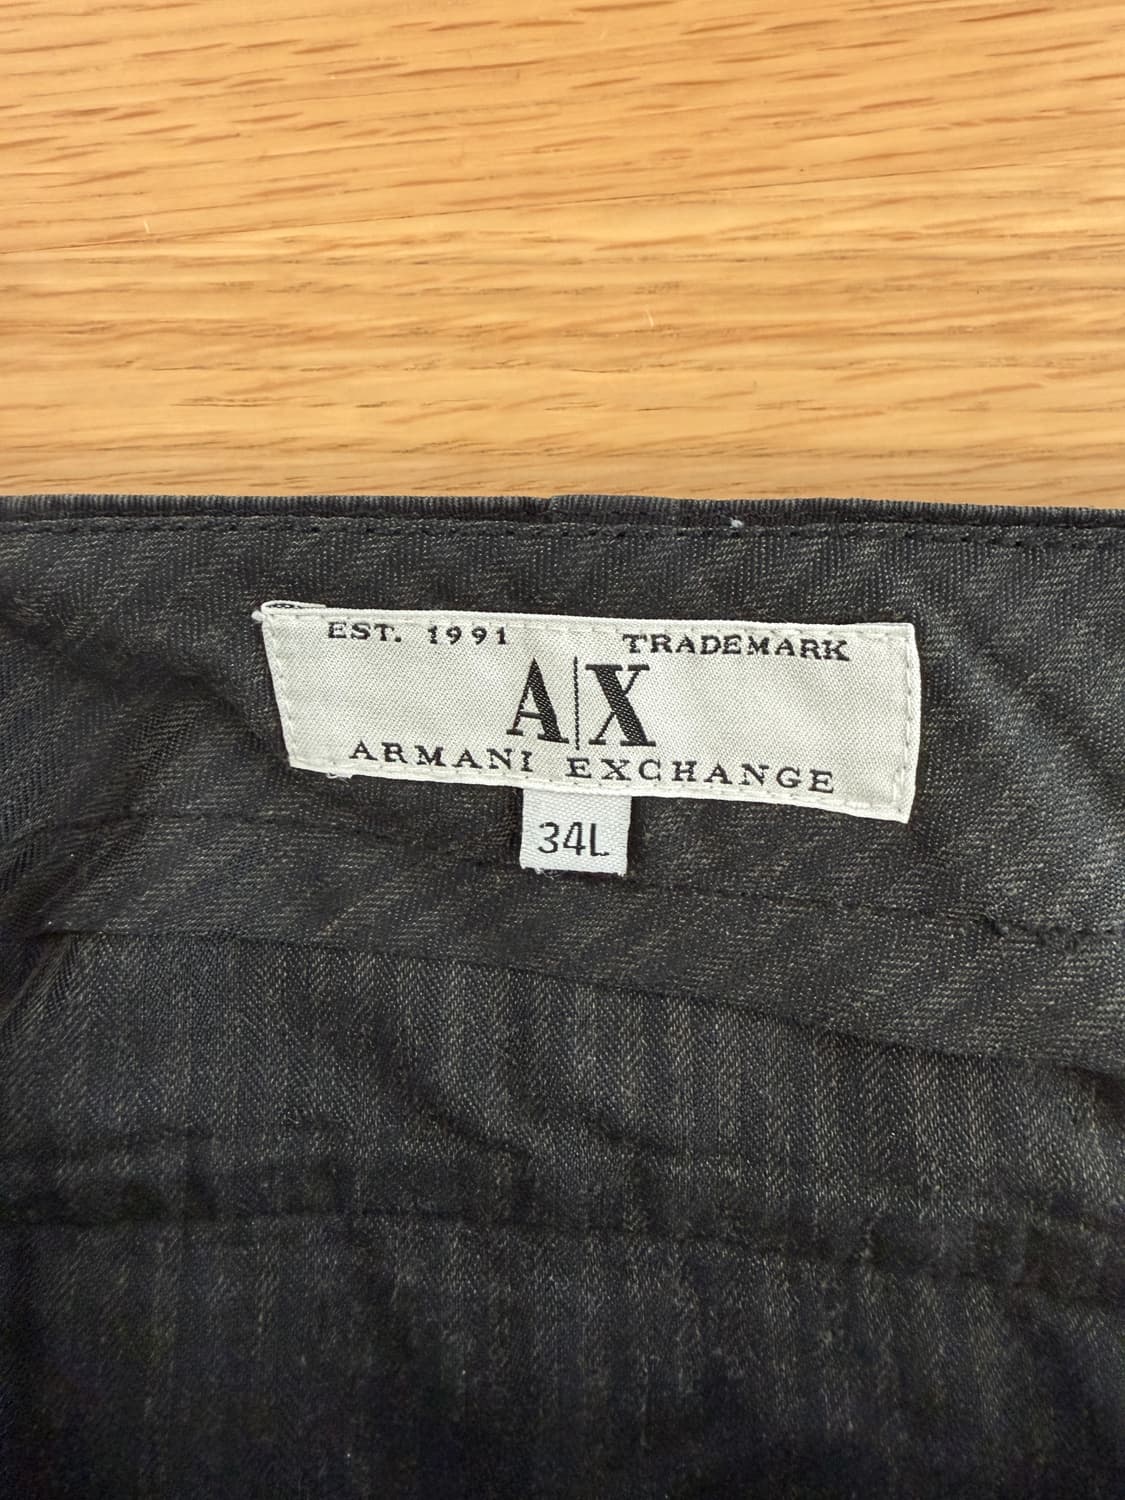 EST. 1991 TRADEMARK
A|X
ARMANI EXCHANGE
34L